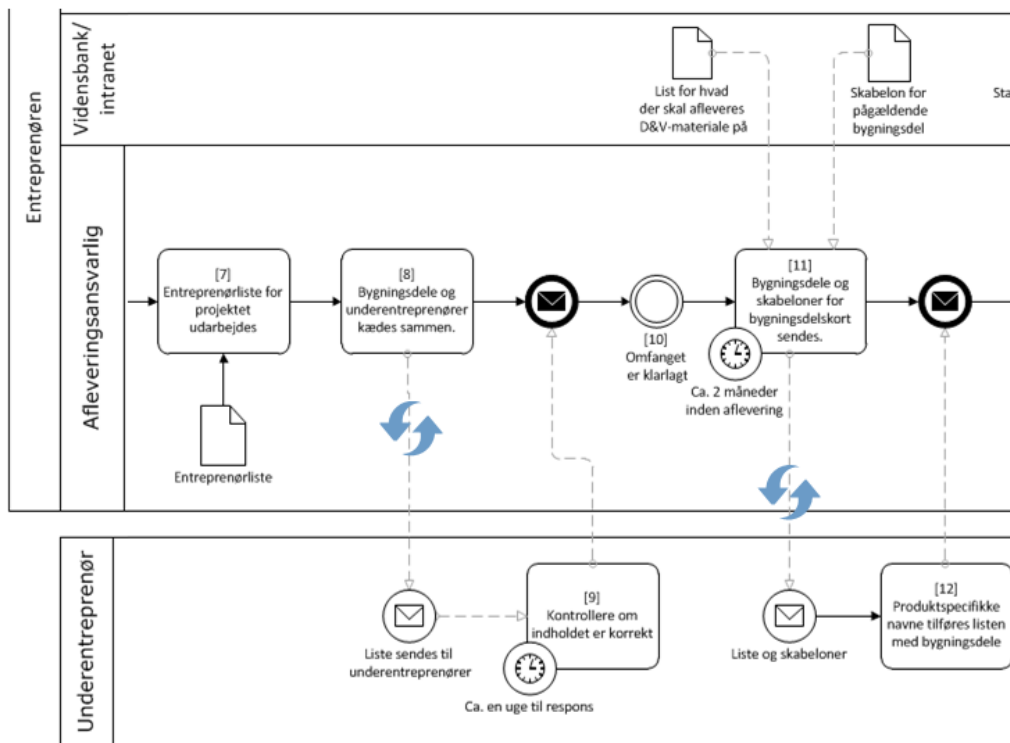 Entreprenøren
Vidensbank/
intranet
List for hvad
der skal afleveres
D&V-materiale på
Skabelon for
pågældende
bygningsdel
Sta
Afleveringsansvarlig
[7]
Entreprenørliste for
projektet
udarbejdes
[8]
Bygningsdele og
underentreprenører
kædes sammen.
[10]
Omfanget
er klarlagt
[11]
Bygningsdele og
skabeloner for
bygningsdelskort
sendes.
Ca. 2 måneder
inden aflevering
Entreprenørliste
Underentreprenør
Liste sendes til
underentreprenører
[9]
Kontrollere om
indholdet er korrekt
Ca. en uge til respons
Liste og skabeloner
[12]
Produktspecifikke
navne tilføres listen
med bygningsdele